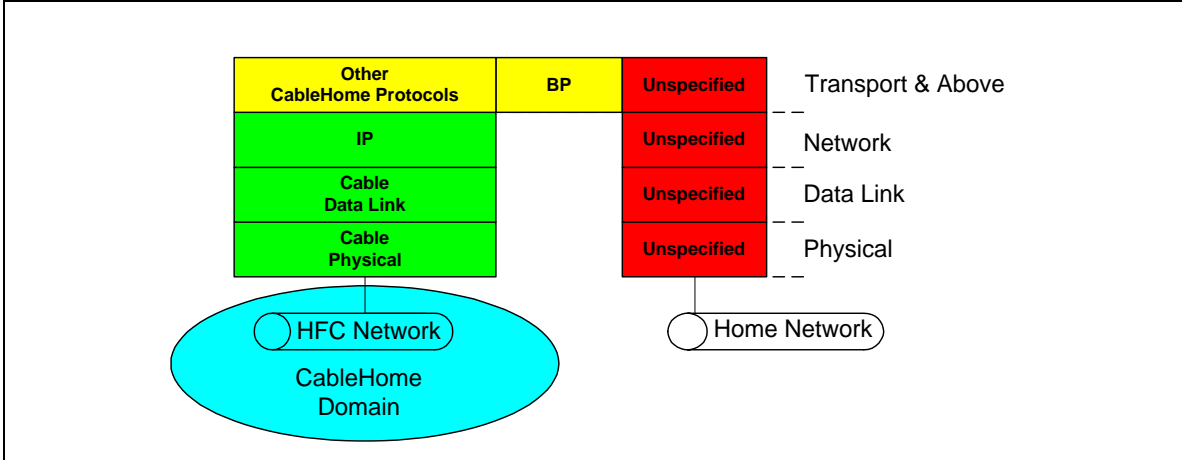 Other
CableHome Protocols
BP
Unspecified
Transport & Above
IP
Unspecified
Network
Cable
Data Link
Unspecified
Data Link
Cable
Physical
Unspecified
Physical
HFC Network
Home Network
CableHome
Domain